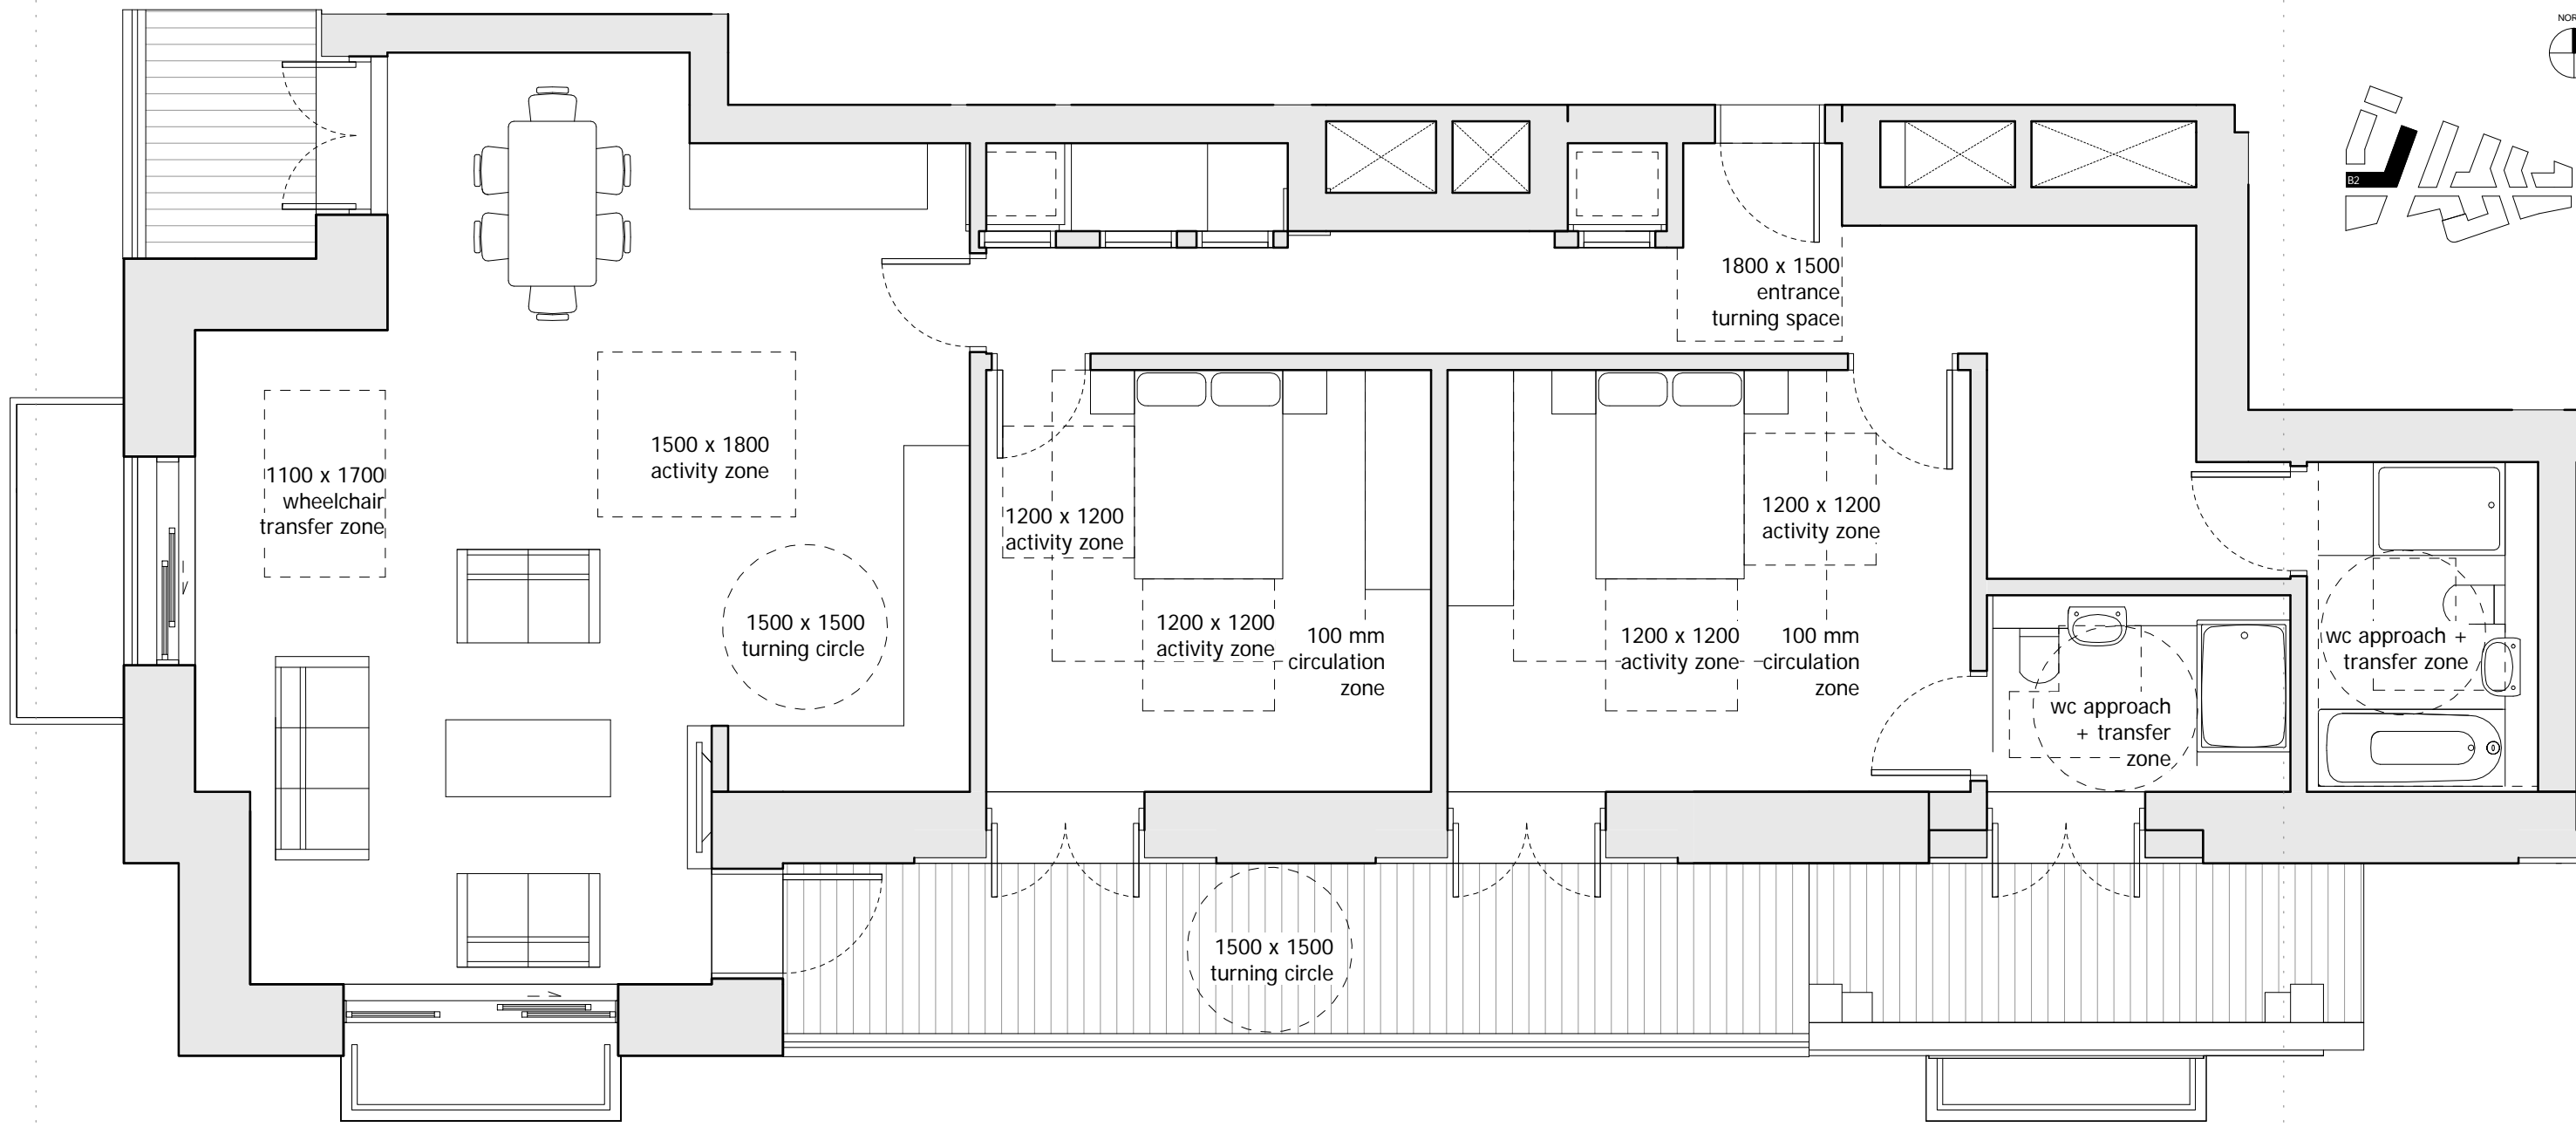 NOR
B2
1800 x 1500
entrance
turning space
1500 x 1800
activity zone
1100 x 1700
wheelchair
transfer zone
1200 x 1200
activity zone
1200 x 1200
activity zone
1500 x 1500
turning circle
1200 x 1200
activity zone
100 mm
circulation
zone
1200 x 1200
activity zone
100 mm
circulation
zone
wc approach +
transfer zone
wc approach
+ transfer
zone
1500 x 1500
turning circle